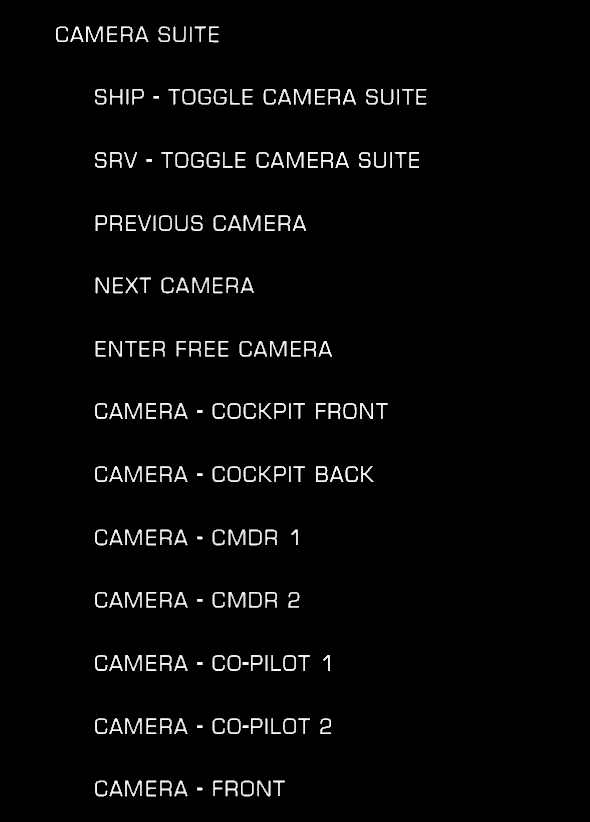 CAMERA SUITE
SHIP - TOGGLE CAMERA SUITE
SRV - TOGGLE CAMERA SUITE
PREVIOUS CAMERA
NEXT CAMERA
ENTER FREE CAMERA
CAMERA - COCKPIT FRONT
CAMERA - COCKPIT BACK
CAMERA - CMDR 1
CAMERA - CMDR 2
CAMERA - CO-PILOT 1
CAMERA - CO-PILOT 2
CAMERA - FRONT